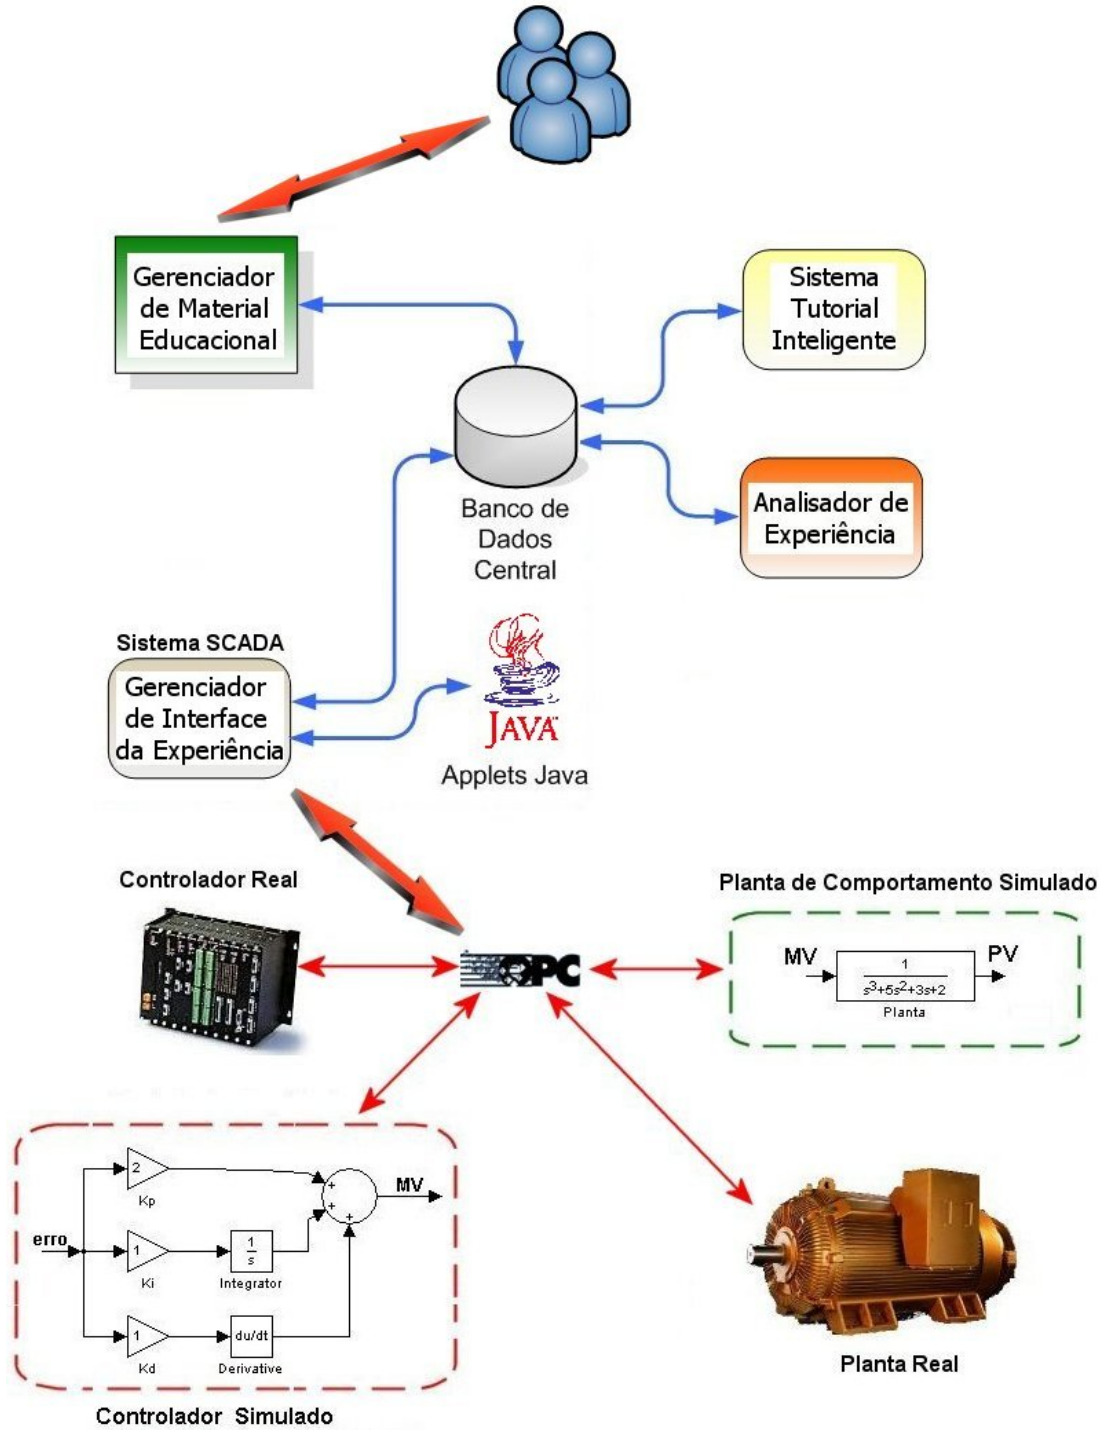 Gerenciador
de Material
Educacional
Sistema
Tutorial
Inteligente
Banco de
Dados
Central
Analisador de
Experiência
Sistema SCADA
Gerenciador
de Interface
da Experiência
JAVA™
Applets Java
Controlador Real
OPC
Planta de Comportamento Simulado
MV
1
s³+5s²+3s+2
PV
Planta
erro
2
Kp
1
Ki
1
s
Integrator
1
Kd
du/dt
Derivative
+
+
+
MV
Controlador Simulado
Planta Real